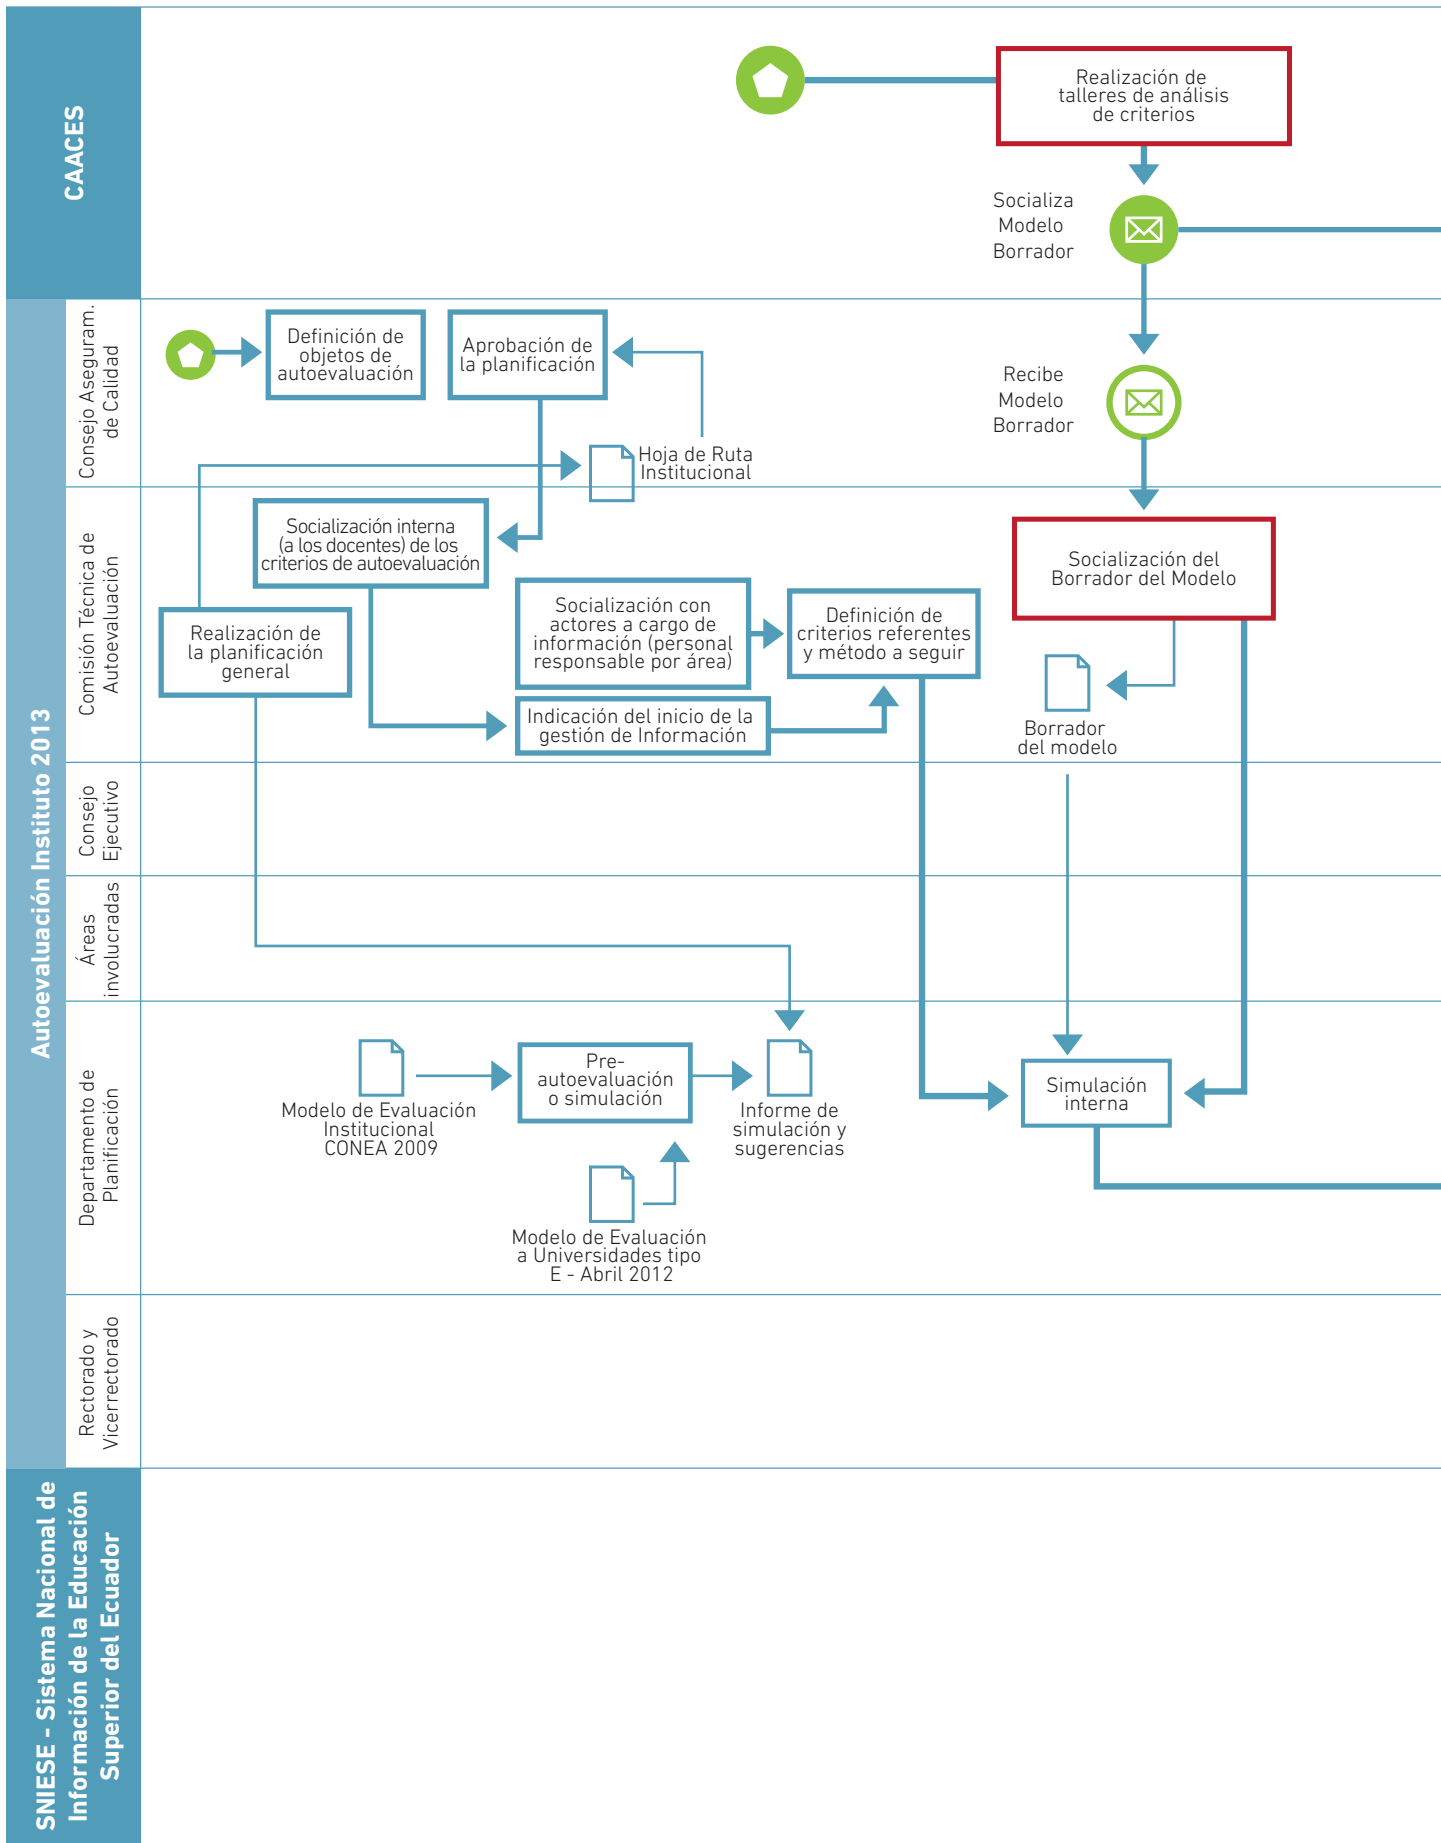 CAACES
Realización de
talleres de análisis
de criterios
Socializa
Modelo
Borrador
Autoevaluación Instituto 2013
Consejo Aseguram.
de Calidad
Definición de
objetos de
autoevaluación
Aprobación de
la planificación
Hoja de Ruta
Institucional
Recibe
Modelo
Borrador
Comisión Técnica de
Autoevaluación
Socialización interna
(a los docentes) de los
criterios de autoevaluación
Realización de
la planificación
general
Socialización con
actores a cargo de
información (personal
responsable por área)
Definición de
criterios referentes
y método a seguir
Indicación del inicio de la
gestión de Información
Socialización del
Borrador del Modelo
Borrador
del modelo
Consejo
Ejecutivo
Áreas
involucradas
Departamento de
Planificación
Modelo de Evaluación
Institucional
CONEA 2009
Pre-
autoevaluación
o simulación
Informe de
simulación y
sugerencias
Modelo de Evaluación
a Universidades tipo
E - Abril 2012
Simulación
interna
Rectorado y
Vicerrectorado
SNIESE - Sistema Nacional de
Información de la Educación
Superior del Ecuador